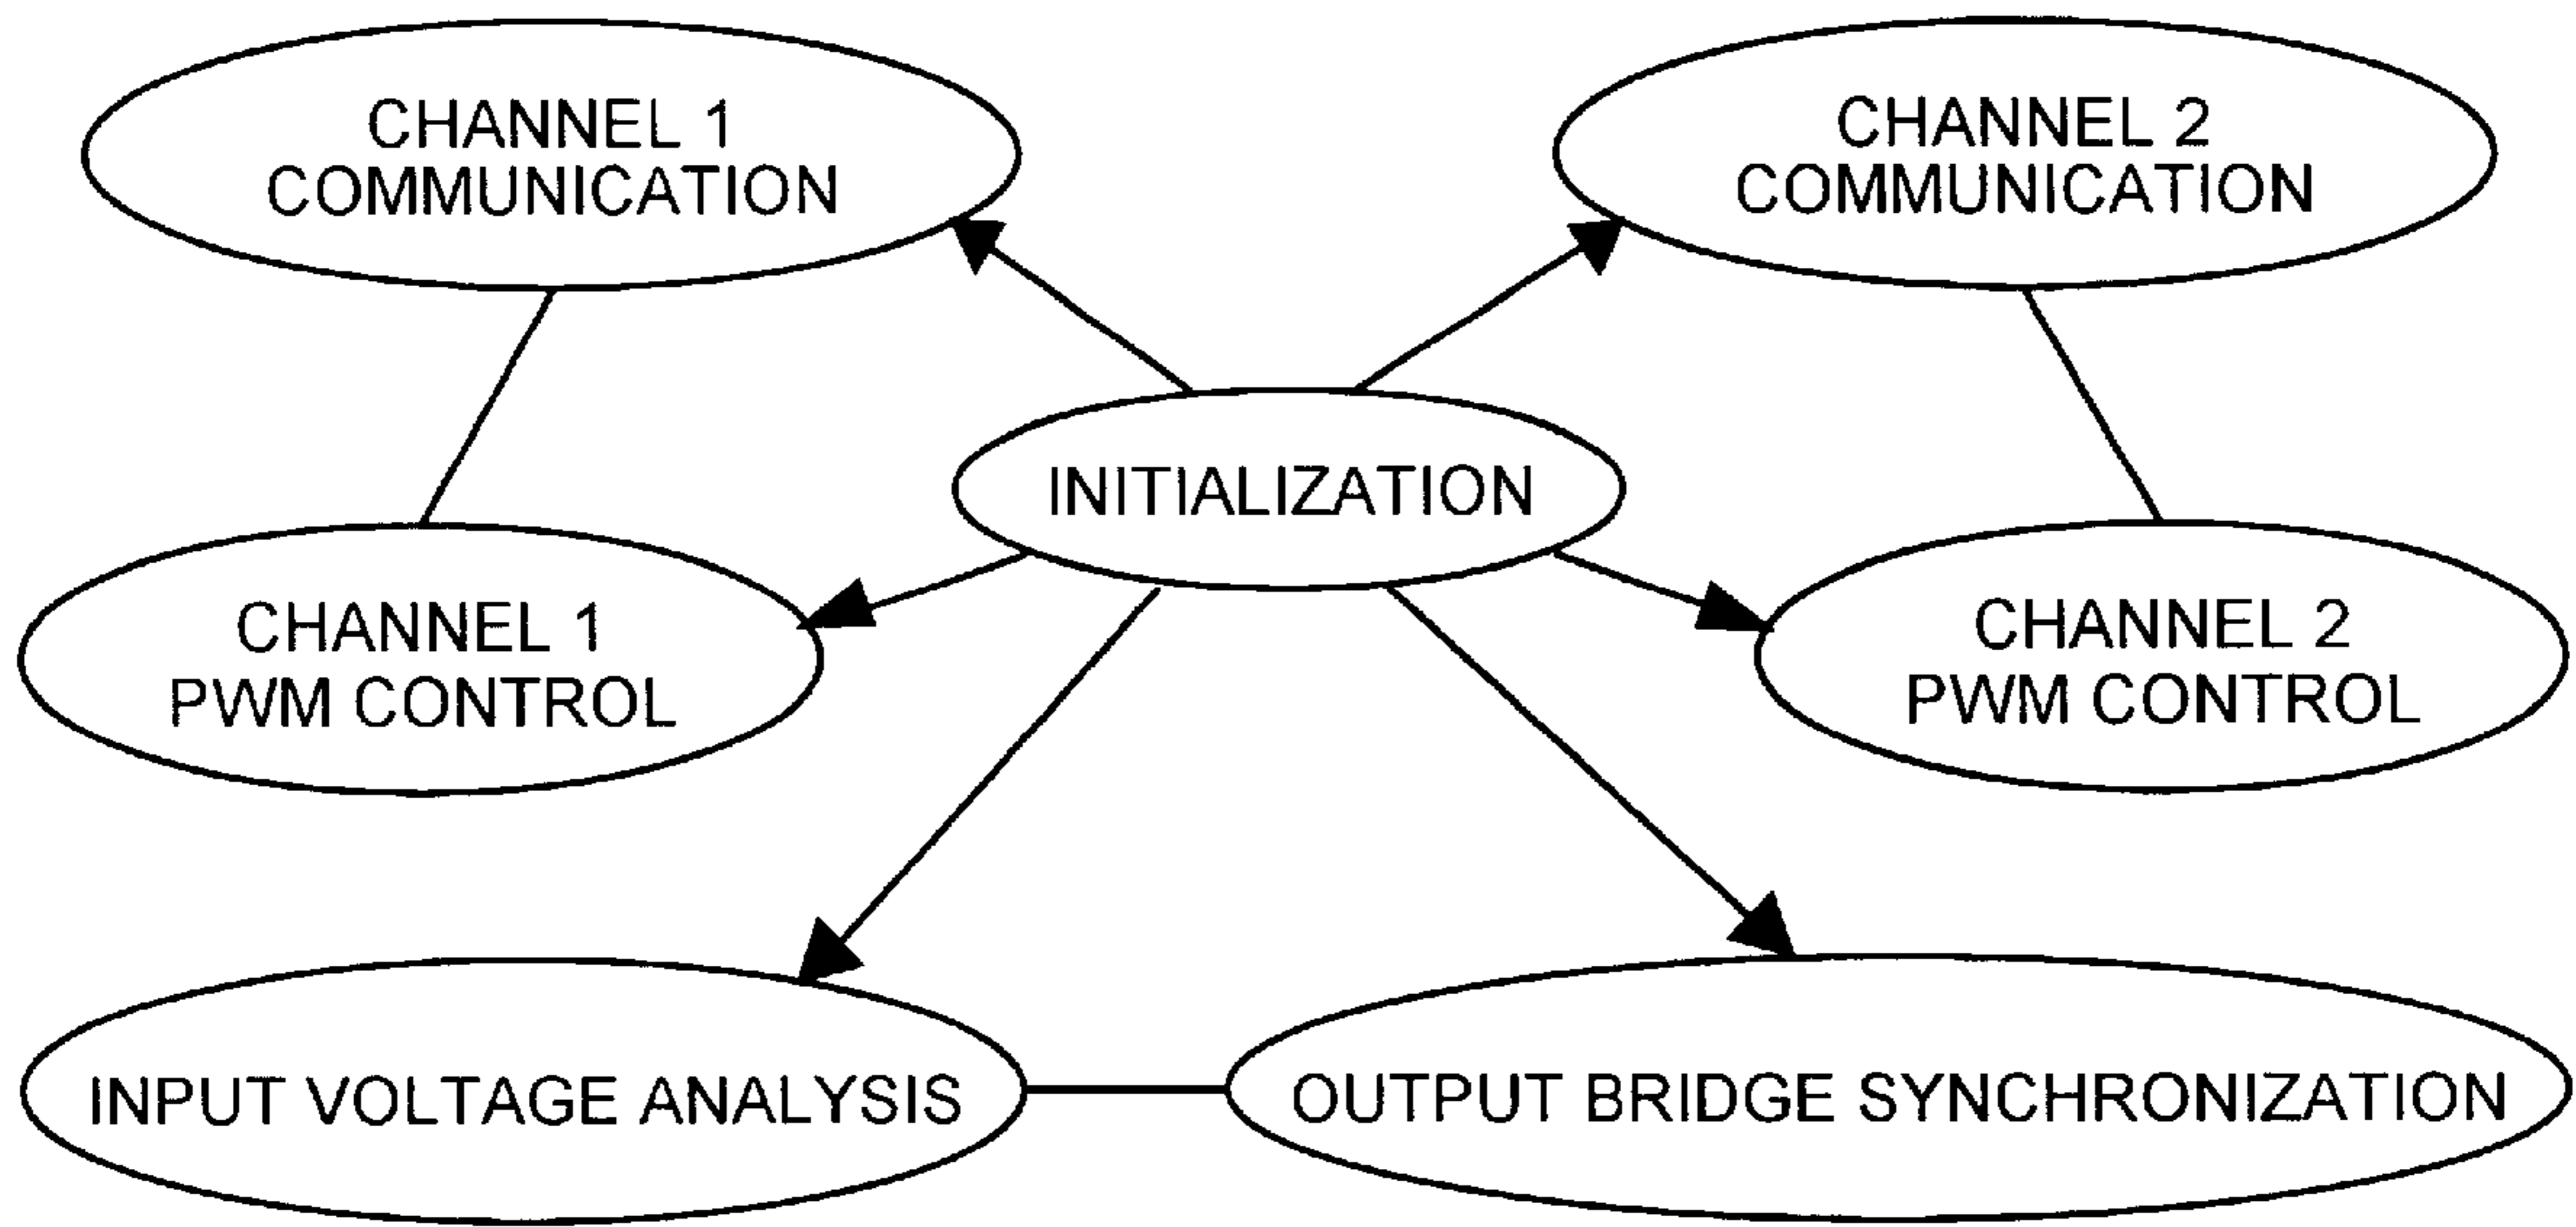 CHANNEL 1
COMMUNICATION
CHANNEL 2
COMMUNICATION
INITIALIZATION
CHANNEL 1
PWM CONTROL
CHANNEL 2
PWM CONTROL
INPUT VOLTAGE ANALYSIS
OUTPUT BRIDGE SYNCHRONIZATION